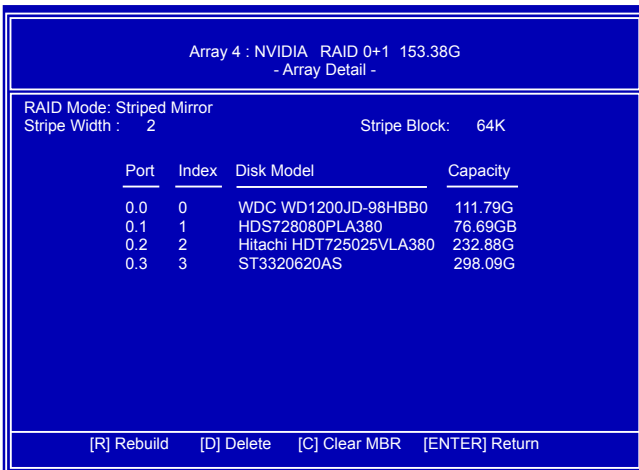 Array 4 : NVIDIA RAID 0+1 153.38G
- Array Detail -
RAID Mode: Striped Mirror
Stripe Width : 2 Stripe Block: 64K
Port Index Disk Model Capacity
0.0 0 WDC WD1200JD-98HBB0 111.79G
0.1 1 HDS728080PLA380 76.69GB
0.2 2 Hitachi HDT725025VLA380 232.88G
0.3 3 ST3320620AS 298.09G
[R] Rebuild [D] Delete [C] Clear MBR [ENTER] Return